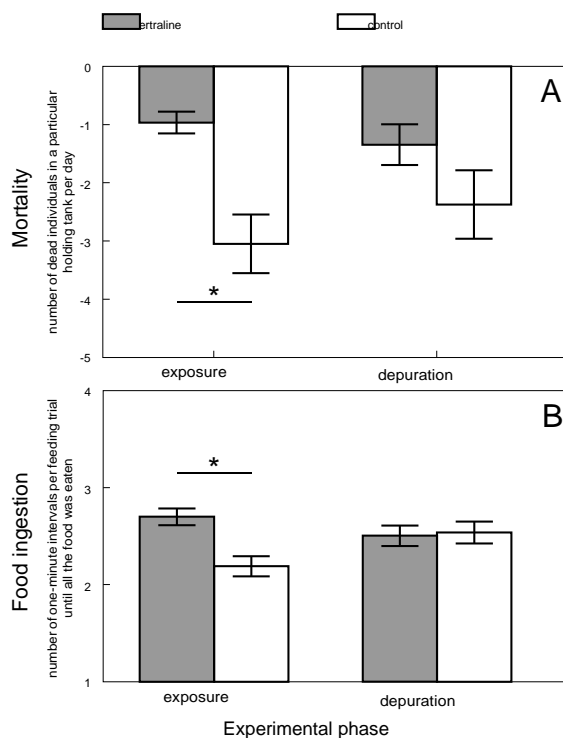 ertraline
control
0
A
-1
-2
-3
-4
-5
*
Mortality
number of dead individuals in a particular
holding tank per day
exposure
depuration
4
B
3
2
1
*
Food ingestion
number of one-minute intervals per feeding trial
until all the food was eaten
exposure
depuration
Experimental phase